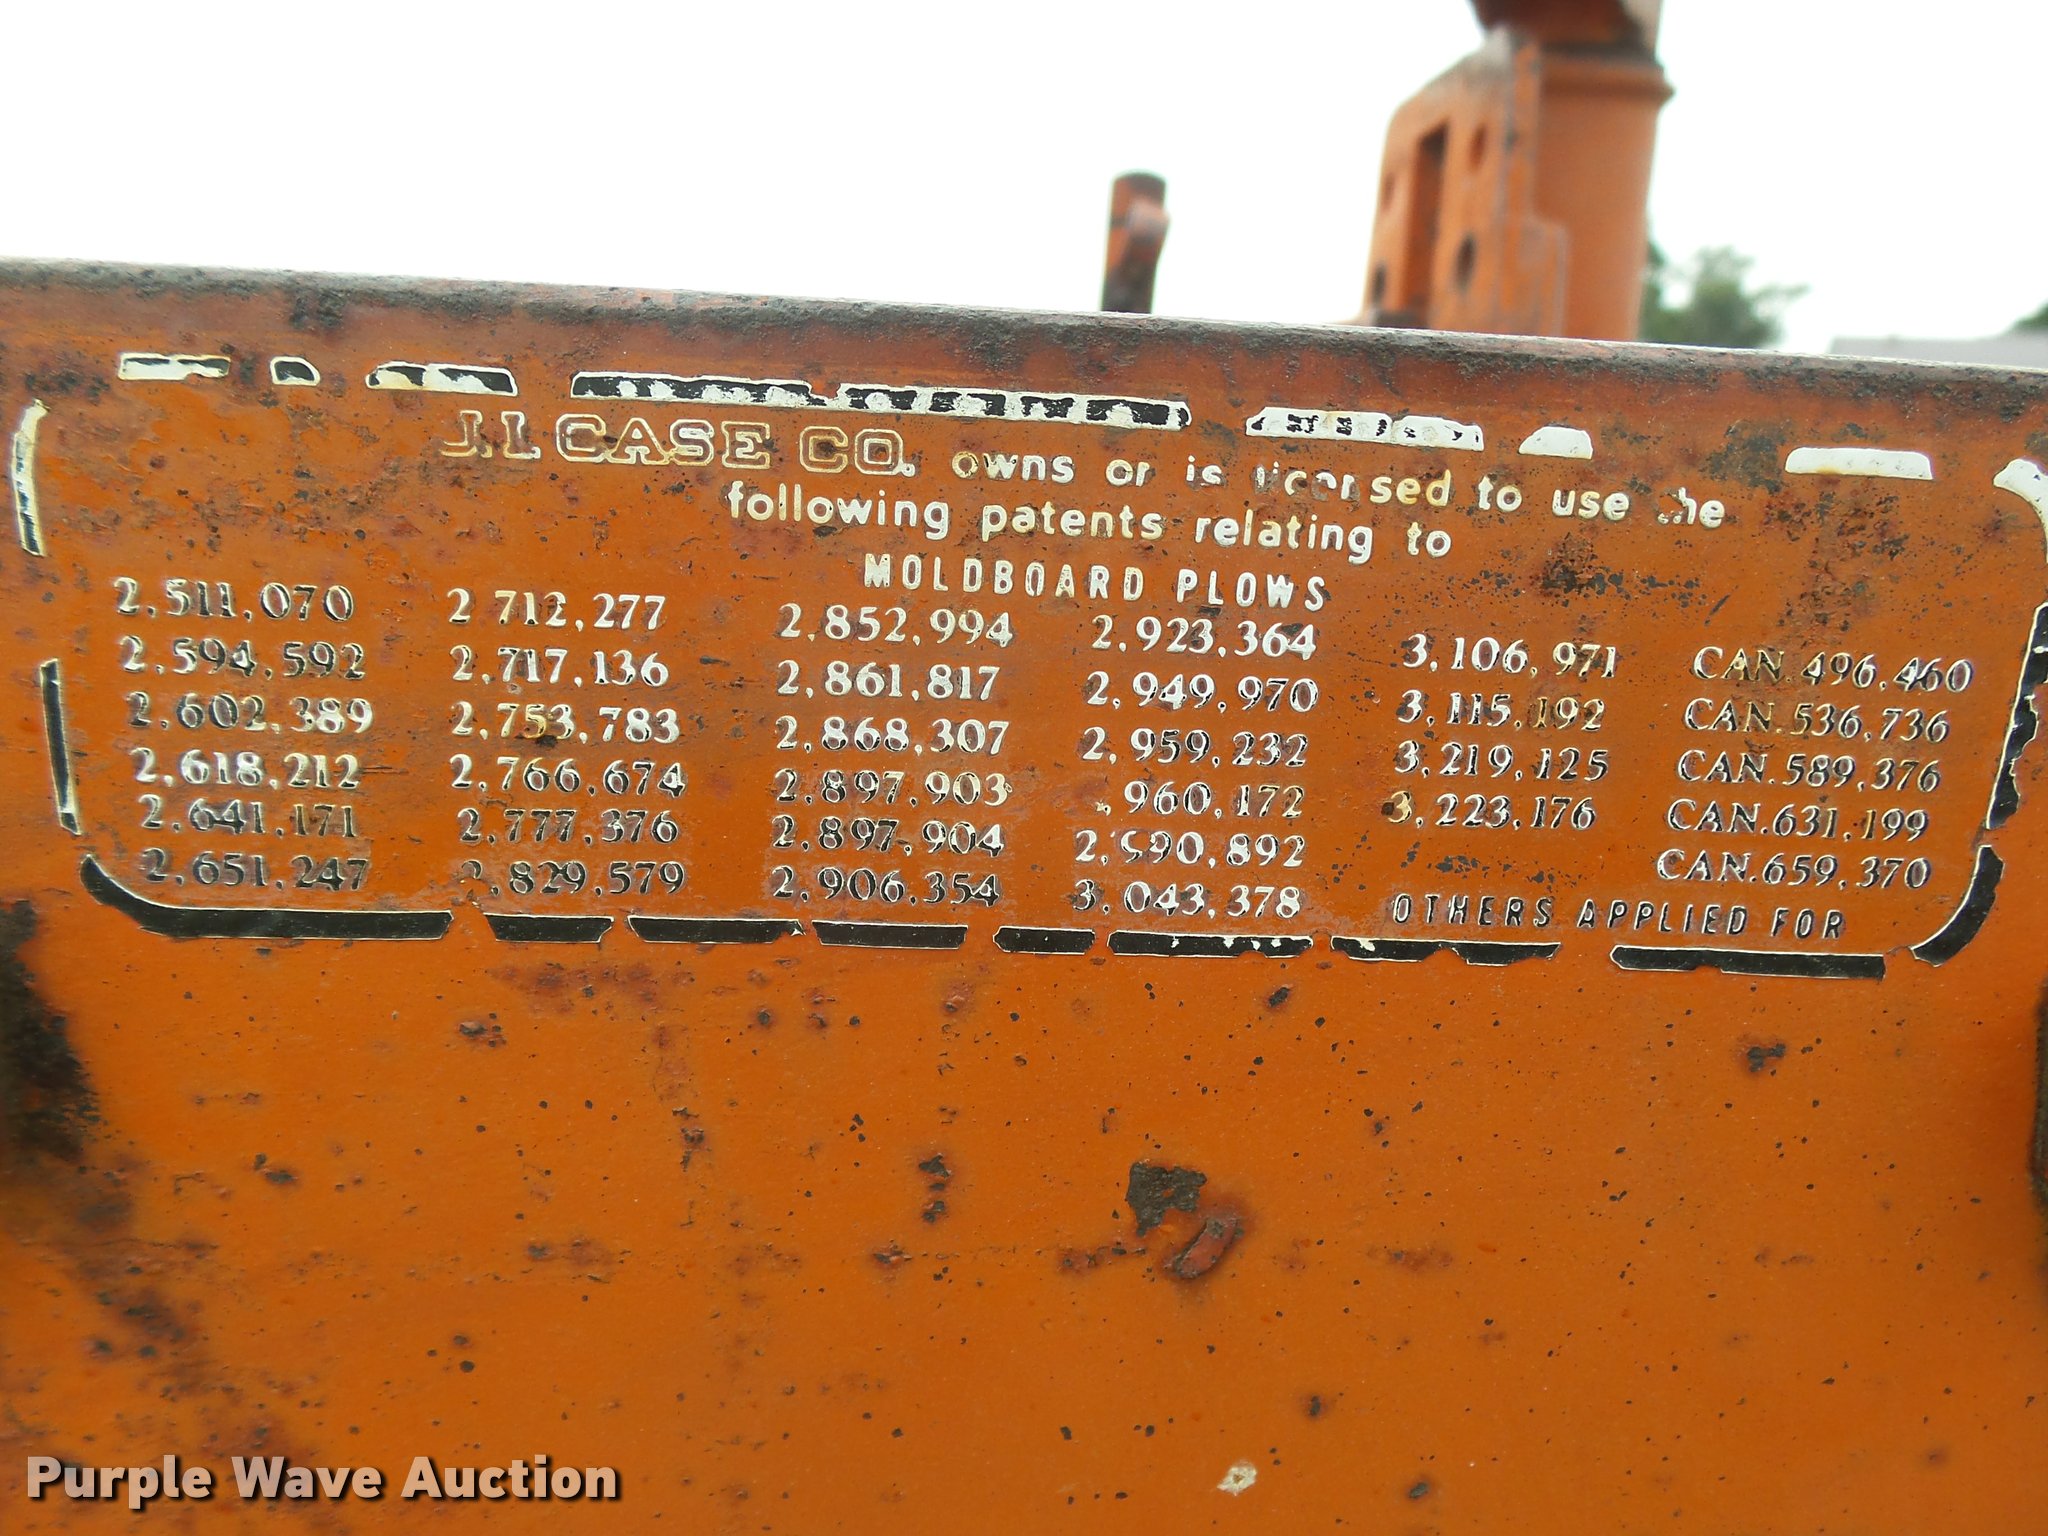 J.I. CASE CO. owns or is licensed to use the
following patents relating to
MOLDBOARD PLOWS
2,511,070 2 712,277 2,852,994 2,923,364 3,106,971 CAN.496,460
2,594,592 2,717,136 2,861,817 2,949,970 3,115,192 CAN.536,736
2,602,389 2,753,783 2,868,307 2,959,232 3,219,125 CAN.589,376
2,618,212 2,766,674 2,897,903 960,172 3,223,176 CAN.631,199
2,641,171 2,777,376 2,897,904 2,990,892 CAN.659,370
2,651,247 2,829,579 2,906,354 3,043,378 OTHERS APPLIED FOR
Purple Wave Auction